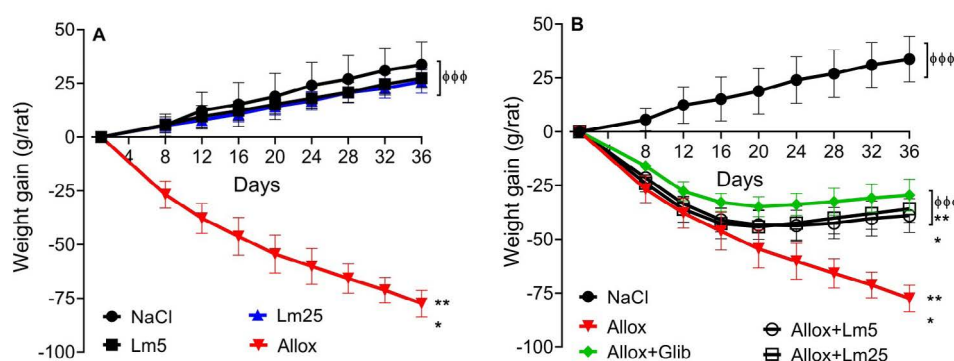 A
Weight gain (g/rat)
50
25
0
-25
-50
-75
-100
4 8 12 16 20 24 28 32 36
Days
ϕϕϕ
**
*
NaCl
Lm5
Lm25
Allox
B
Weight gain (g/rat)
50
25
0
-25
-50
-75
-100
4 8 12 16 20 24 28 32 36
Days
ϕϕϕ
ϕϕϕ
**
*
**
*
NaCl
Allox
Allox+Glib
Allox+Lm5
Allox+Lm25